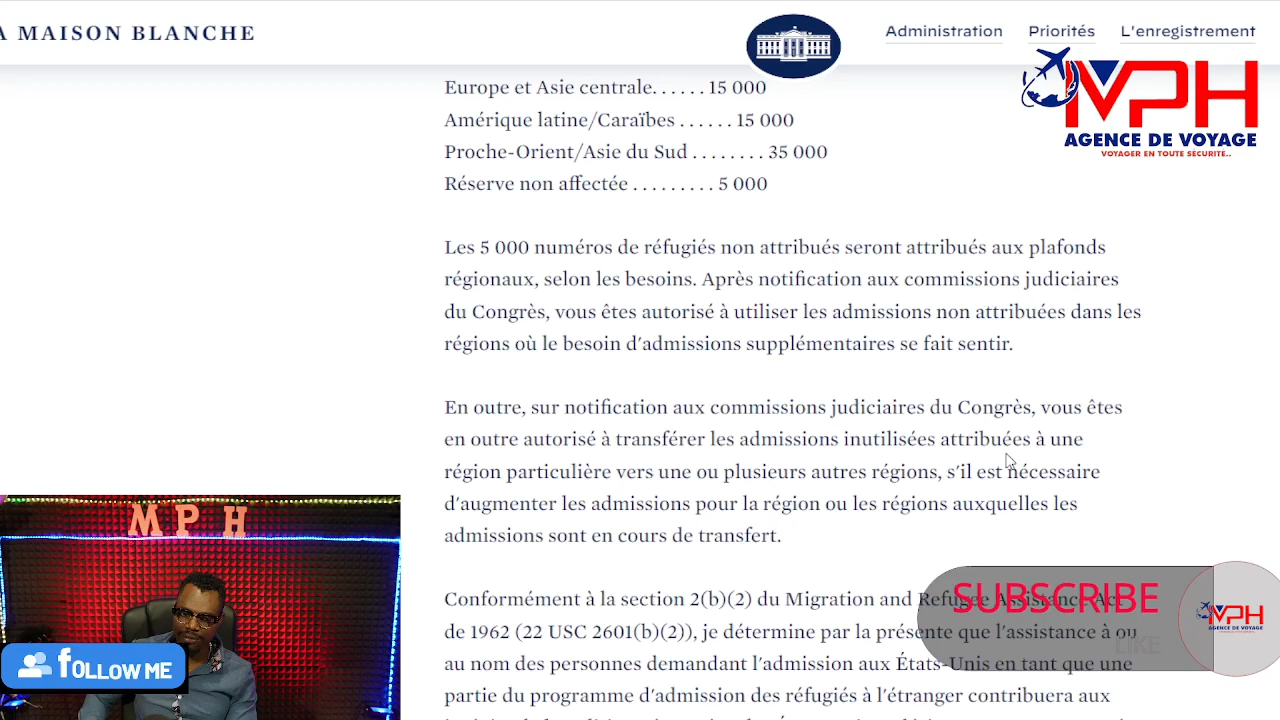 A MAISON BLANCHE
Administration
Priorités
L'enregistrement
MPH
AGENCE DE VOYAGE
VOYAGER EN TOUTE SECURITE..
Europe et Asie centrale. . . . . . 15 000
Amérique latine/Caraïbes . . . . . . 15 000
Proche-Orient/Asie du Sud . . . . . . . . 35 000
Réserve non affectée . . . . . . . . . 5 000
Les 5 000 numéros de réfugiés non attribués seront attribués aux plafonds
régionaux, selon les besoins. Après notification aux commissions judiciaires
du Congrès, vous êtes autorisé à utiliser les admissions non attribuées dans les
régions où le besoin d'admissions supplémentaires se fait sentir.
En outre, sur notification aux commissions judiciaires du Congrès, vous êtes
en outre autorisé à transférer les admissions inutilisées attribuées à une
région particulière vers une ou plusieurs autres régions, s'il est nécessaire
d'augmenter les admissions pour la région ou les régions auxquelles les
admissions sont en cours de transfert.
Conformément à la section 2(b)(2) du Migration and Refugee Assistance Act
de 1962 (22 USC 2601(b)(2)), je détermine par la présente que l'assistance à ou
au nom des personnes demandant l'admission aux États-Unis en tant que une
partie du programme d'admission des réfugiés à l'étranger contribuera aux
MPH
fOLLOW ME
SUBSCRIBE
LIKE
MPH
AGENCE DE VOYAGE